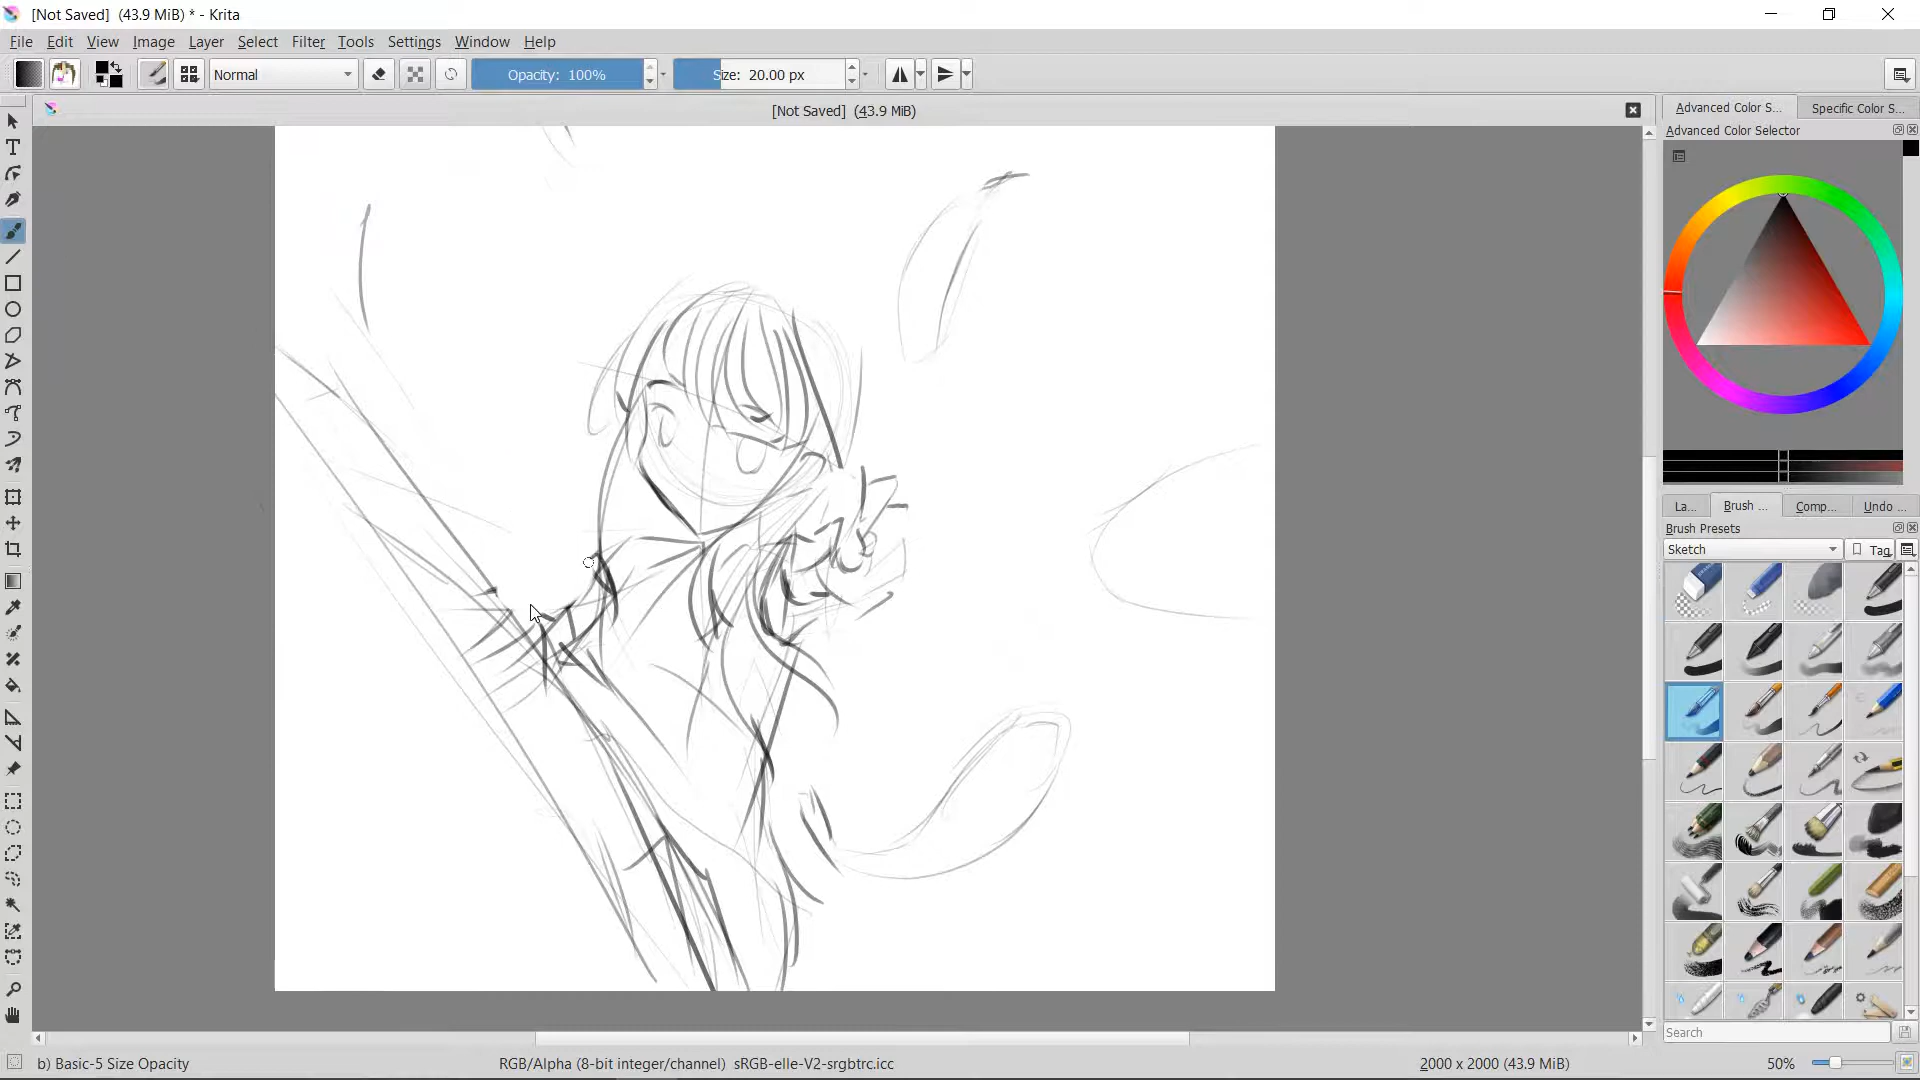 [Not Saved] (43.9 MiB) * - Krita
File Edit View Image Layer Select Filter Tools Settings Window Help
Normal Opacity: 100% Size: 20.00 px
[Not Saved] (43.9 MiB)
Advanced Color S... Specific Color S...
Advanced Color Selector
La... Brush ... Comp... Undo ...
Brush Presets
Sketch Tag
Search
b) Basic-5 Size Opacity RGB/Alpha (8-bit integer/channel) sRGB-elle-V2-srgbtrc.icc 2000 x 2000 (43.9 MiB) 50%